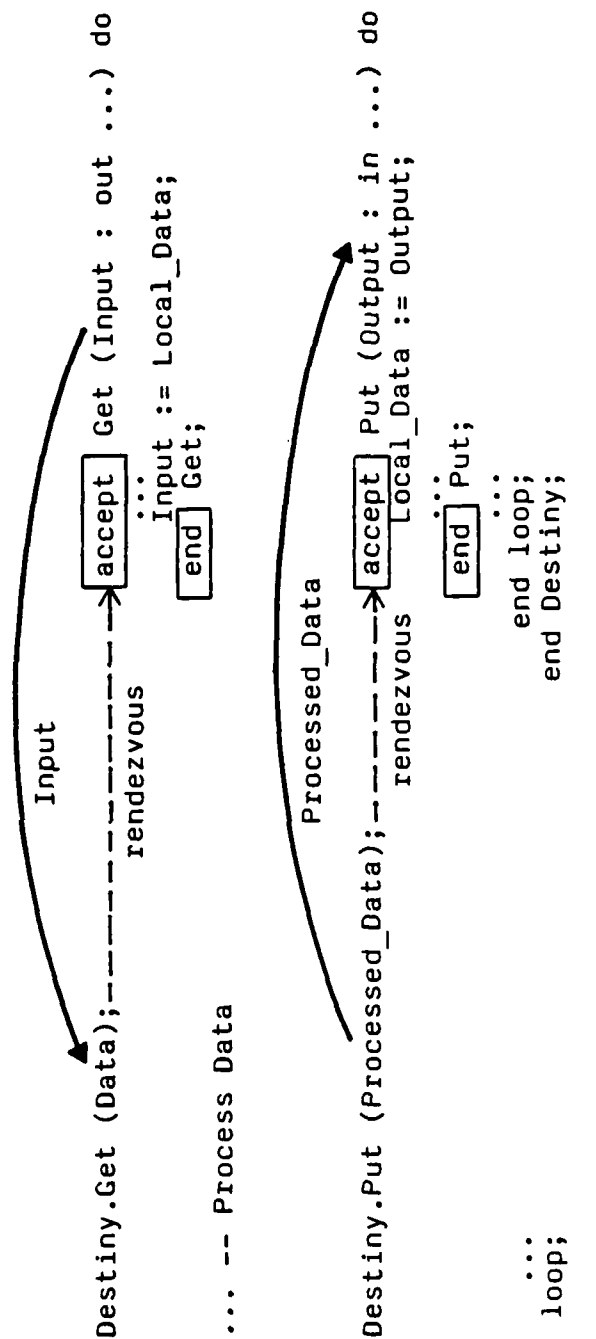 Input
Destiny.Get (Data); accept Get (Input : out ...) do
rendezvous ...
Input := Local_Data;
end Get;
... -- Process Data
Processed_Data
Destiny.Put (Processed_Data); accept Put (Output : in ...) do
rendezvous Local_Data := Output;
...
end Put;
...
... end loop;
loop; end Destiny;